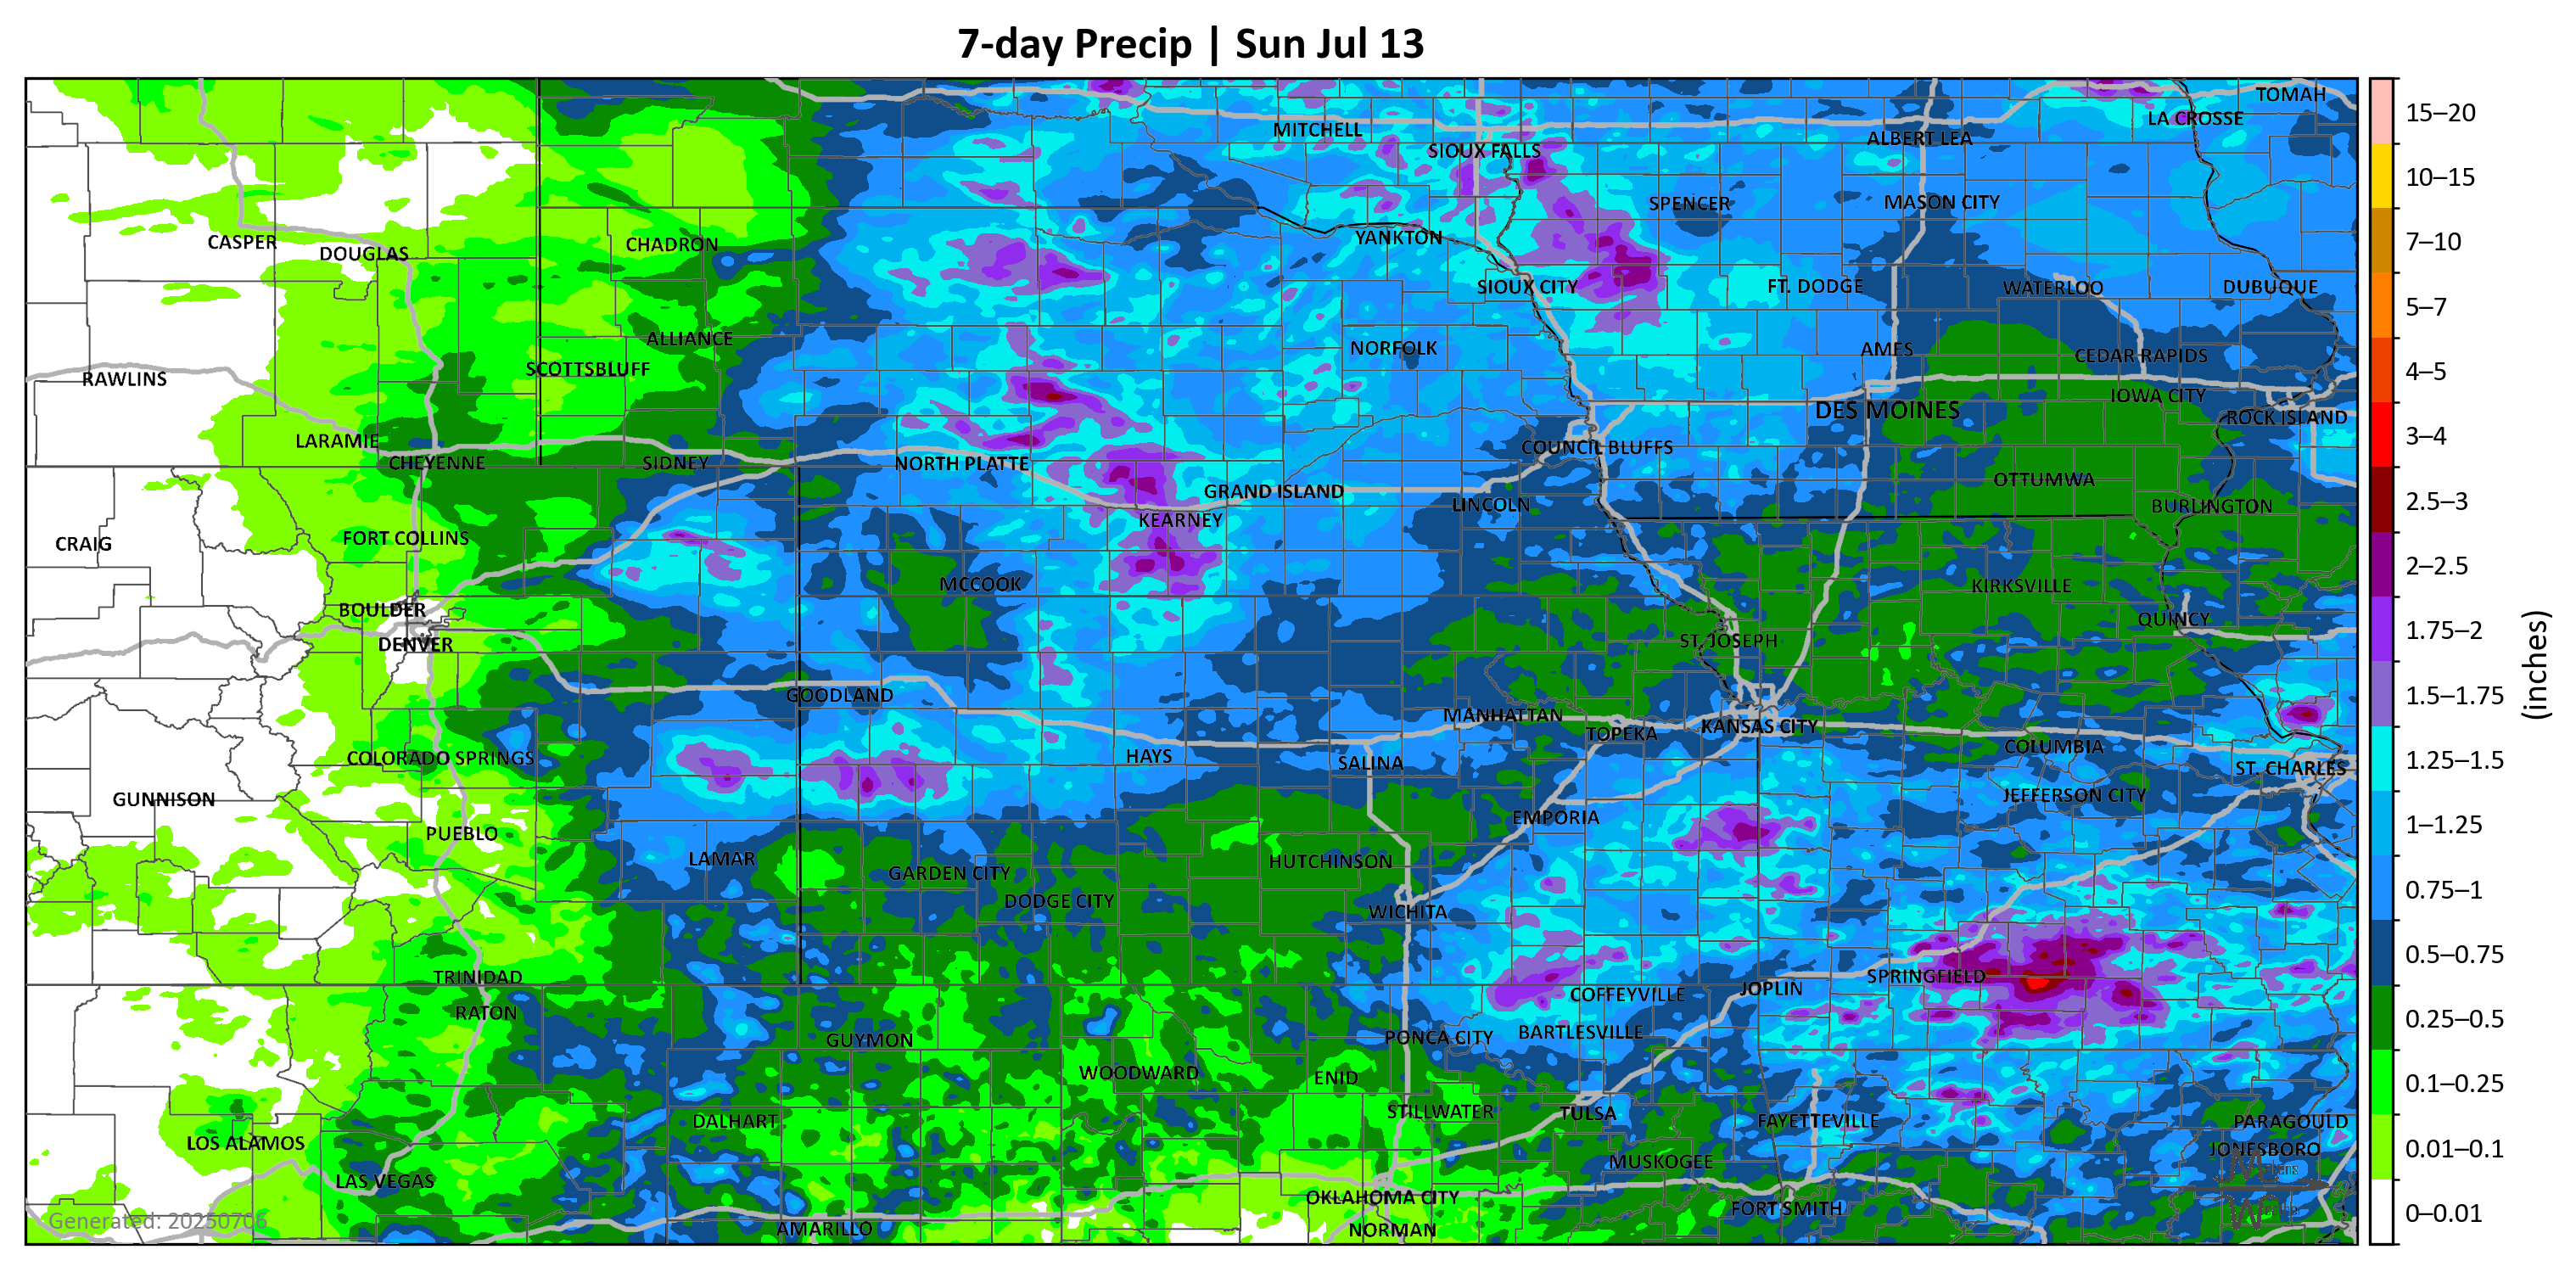 7-day Precip | Sun Jul 13
TOMAH
LA CROSSE
MITCHELL
ALBERT LEA
SIOUX FALLS
SPENCER
MASON CITY
YANKTON
CASPER
CHADRON
DOUGLAS
SIOUX CITY
FT. DODGE
WATERLOO
DUBUQUE
ALLIANCE
NORFOLK
AMES
CEDAR RAPIDS
SCOTTSBLUFF
RAWLINS
IOWA CITY
DES MOINES
ROCK ISLAND
LARAMIE
COUNCIL BLUFFS
CHEYENNE
SIDNEY
NORTH PLATTE
OTTUMWA
GRAND ISLAND
LINCOLN
BURLINGTON
KEARNEY
FORT COLLINS
CRAIG
MCCOOK
KIRKSVILLE
BOULDER
QUINCY
DENVER
ST. JOSEPH
GOODLAND
MANHATTAN
KANSAS CITY
TOPEKA
COLUMBIA
COLORADO SPRINGS
HAYS
SALINA
ST. CHARLES
GUNNISON
JEFFERSON CITY
EMPORIA
PUEBLO
LAMAR
HUTCHINSON
GARDEN CITY
DODGE CITY
WICHITA
TRINIDAD
SPRINGFIELD
JOPLIN
COFFEYVILLE
RATON
BARTLESVILLE
PONCA CITY
GUYMON
WOODWARD
ENID
STILLWATER
TULSA
DALHART
FAYETTEVILLE
PARAGOULD
LOS ALAMOS
JONESBORO
MUSKOGEE
LAS VEGAS
OKLAHOMA CITY
FORT SMITH
AMARILLO
NORMAN
Generated: 20250706
15–20
10–15
7–10
5–7
4–5
3–4
2.5–3
2–2.5
1.75–2
1.5–1.75
1.25–1.5
1–1.25
0.75–1
0.5–0.75
0.25–0.5
0.1–0.25
0.01–0.1
0–0.01
(inches)